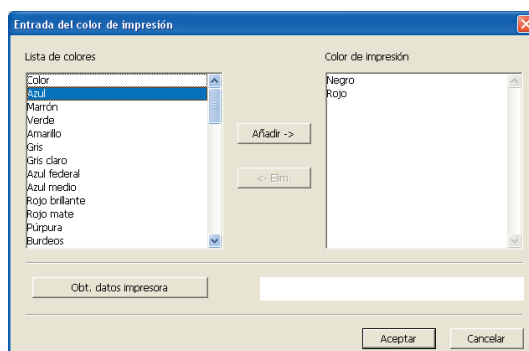 Entrada del color de impresión
Lista de colores
Color de impresión
Color
Azul
Marrón
Verde
Amarillo
Gris
Gris claro
Azul federal
Azul medio
Rojo brillante
Rojo mate
Púrpura
Burdeos
Negro
Rojo
Añadir ->
<- Elm.
Obt. datos impresora
Aceptar
Cancelar